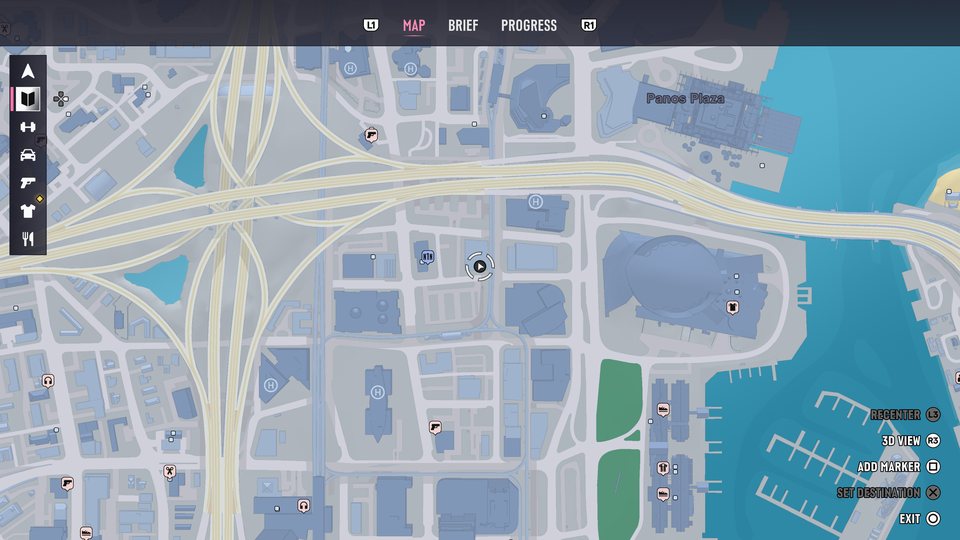 L1 MAP BRIEF PROGRESS R1
Panos Plaza
H
H
H
H
H
RECENTER L3
3D VIEW R3
ADD MARKER
SET DESTINATION
EXIT